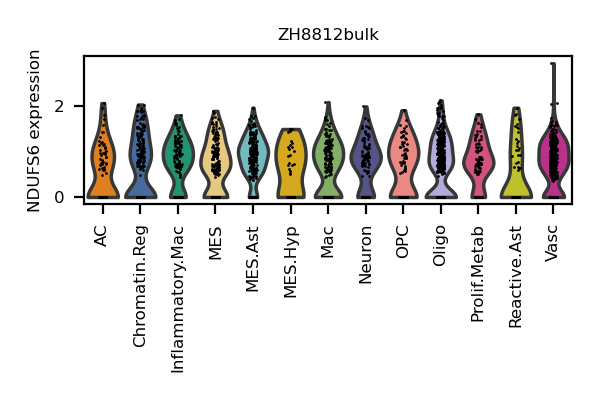 ZH8812bulk
NDUFS6 expression
2
0
AC
Chromatin.Reg
Inflammatory.Mac
MES
MES.Ast
MES.Hyp
Mac
Neuron
OPC
Oligo
Prolif.Metab
Reactive.Ast
Vasc